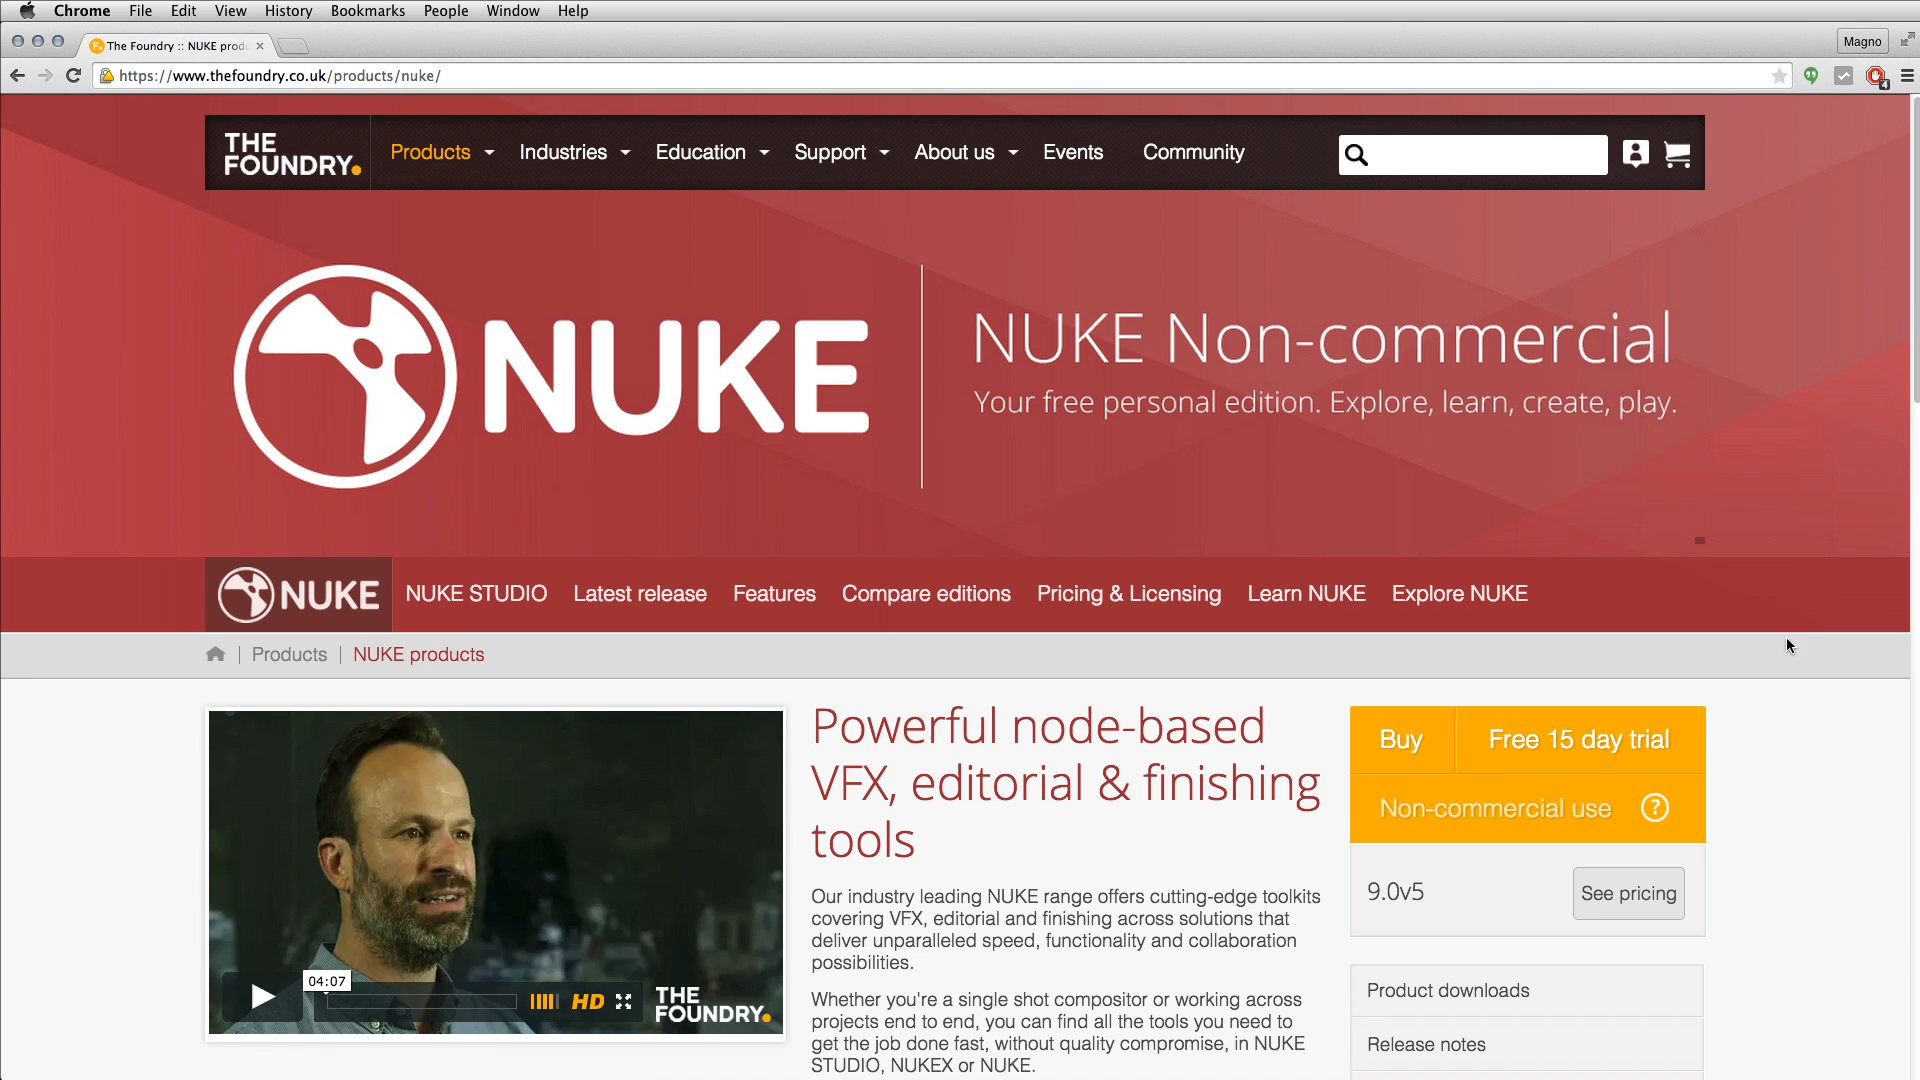 Chrome File Edit View History Bookmarks People Window Help
The Foundry :: NUKE prod
Magno
https://www.thefoundry.co.uk/products/nuke/
4
THE FOUNDRY.
Products Industries Education Support About us Events Community
NUKE
NUKE Non-commercial
Your free personal edition. Explore, learn, create, play.
NUKE NUKE STUDIO Latest release Features Compare editions Pricing & Licensing Learn NUKE Explore NUKE
Products | NUKE products
04:07
HD
THE FOUNDRY.
Powerful node-based
VFX, editorial & finishing
tools
Our industry leading NUKE range offers cutting-edge toolkits
covering VFX, editorial and finishing across solutions that
deliver unparalleled speed, functionality and collaboration
possibilities.
Whether you're a single shot compositor or working across
projects end to end, you can find all the tools you need to
get the job done fast, without quality compromise, in NUKE
STUDIO, NUKEX or NUKE.
Buy Free 15 day trial
Non-commercial use ?
9.0v5 See pricing
Product downloads
Release notes